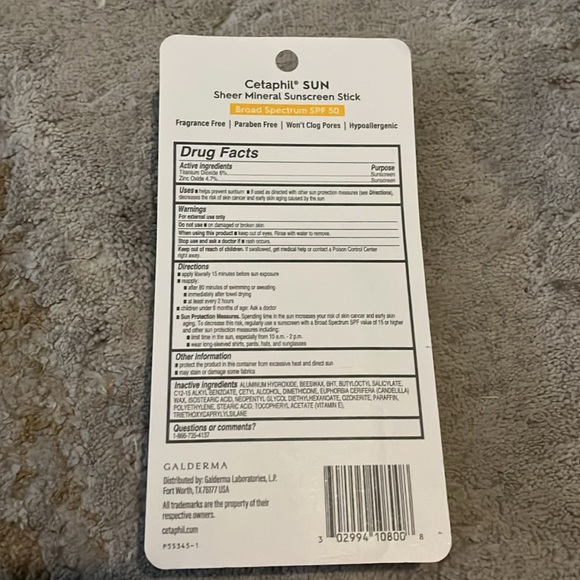 Cetaphil® SUN
Sheer Mineral Sunscreen Stick
Broad Spectrum SPF 50
Fragrance Free | Paraben Free | Won't Clog Pores | Hypoallergenic
Drug Facts
Active ingredients Purpose
Titanium Dioxide 6% Sunscreen
Zinc Oxide 4.7% Sunscreen
Uses ■ helps prevent sunburn ■ if used as directed with other sun protection measures (see Directions),
decreases the risk of skin cancer and early skin aging caused by the sun
Warnings
For external use only
Do not use ■ on damaged or broken skin
When using this product ■ keep out of eyes. Rinse with water to remove.
Stop use and ask a doctor if ■ rash occurs
Keep out of reach of children. If swallowed, get medical help or contact a Poison Control Center
right away.
Directions
■ apply liberally 15 minutes before sun exposure
■ reapply:
■ after 80 minutes of swimming or sweating
■ immediately after towel drying
■ at least every 2 hours
■ children under 6 months of age: Ask a doctor
■ Sun Protection Measures. Spending time in the sun increases your risk of skin cancer and early skin
aging. To decrease this risk, regularly use a sunscreen with a Broad Spectrum SPF value of 15 or higher
and other sun protection measures including:
■ limit time in the sun, especially from 10 a.m. - 2 p.m.
■ wear long-sleeved shirts, pants, hats, and sunglasses
Other information
■ protect the product in this container from excessive heat and direct sun
■ may stain or damage some fabrics
Inactive ingredients ALUMINUM HYDROXIDE, BEESWAX, BHT, BUTYLOCTYL SALICYLATE,
C12-15 ALKYL BENZOATE, CETYL ALCOHOL, DIMETHICONE, EUPHORBIA CERIFERA (CANDELILLA)
WAX, ISOSTEARIC ACID, NEOPENTYL GLYCOL DIETHYLHEXANOATE, OZOKERITE, PARAFFIN,
POLYETHYLENE, STEARIC ACID, TOCOPHERYL ACETATE (VITAMIN E),
TRIETHOXYCAPRYLYLSILANE
Questions or comments?
1-866-735-4137
GALDERMA
Distributed by: Galderma Laboratories, L.P.
Fort Worth, TX 76177 USA
All trademarks are the property of their
respective owners.
cetaphil.com
P55345-1
3 02994 10800 8